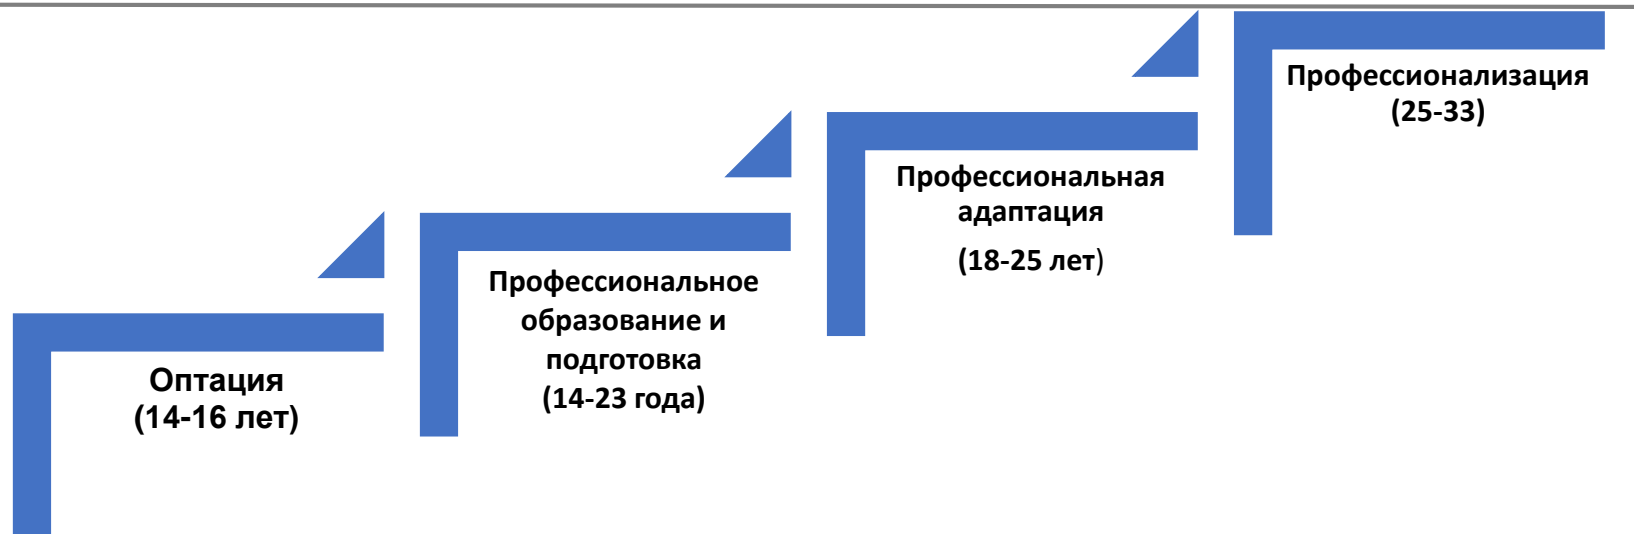 Оптация
(14-16 лет)
Профессиональное
образование и
подготовка
(14-23 года)
Профессиональная
адаптация
(18-25 лет)
Профессионализация
(25-33)